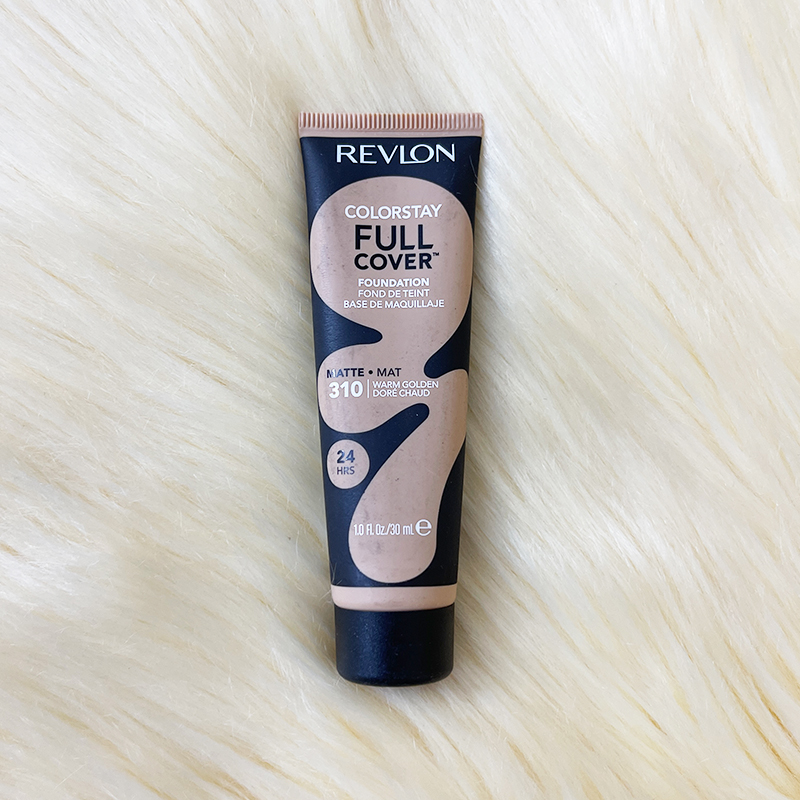 REVLON
COLORSTAY
FULL
COVER™
FOUNDATION
FOND DE TEINT
BASE DE MAQUILLAJE
MATTE • MAT
310 | WARM GOLDEN
DORÉ CHAUD
24
HRS
1.0 Fl. Oz./30 mL ℮